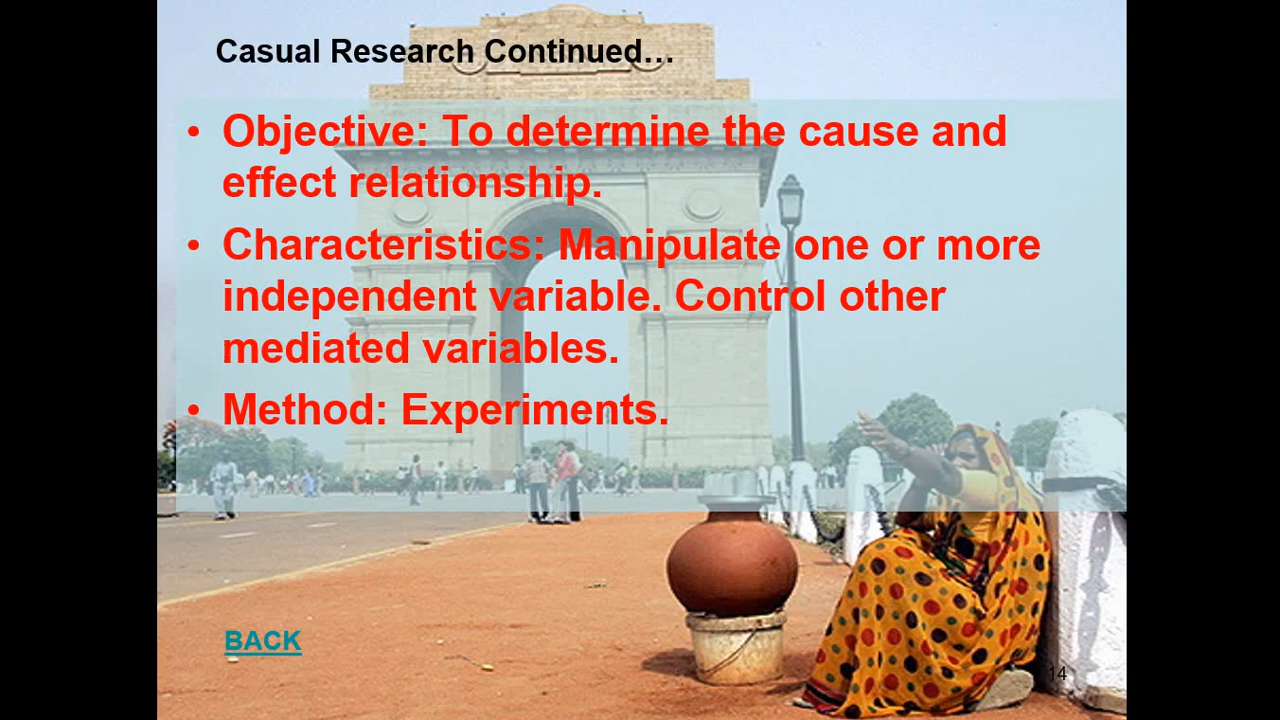 Casual Research Continued…
• Objective: To determine the cause and
effect relationship.
• Characteristics: Manipulate one or more
independent variable. Control other
mediated variables.
• Method: Experiments.
BACK
14